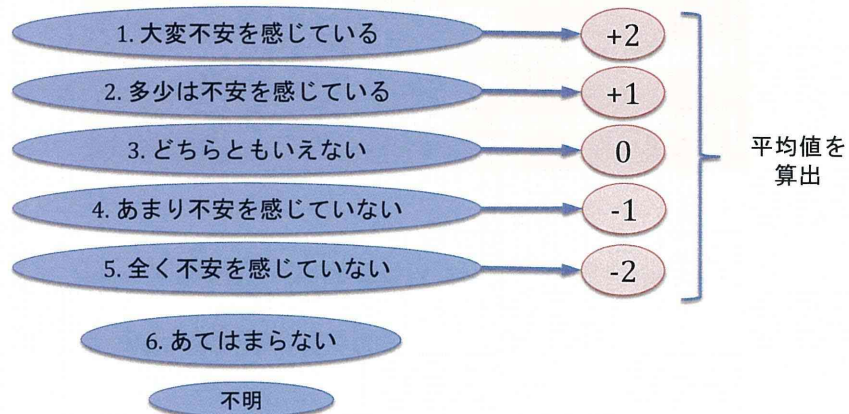 1. 大変不安を感じている
+2
2. 多少は不安を感じている
+1
3. どちらともいえない
0
4. あまり不安を感じていない
-1
5. 全く不安を感じていない
-2
平均値を
算出
6. あてはまらない
不明